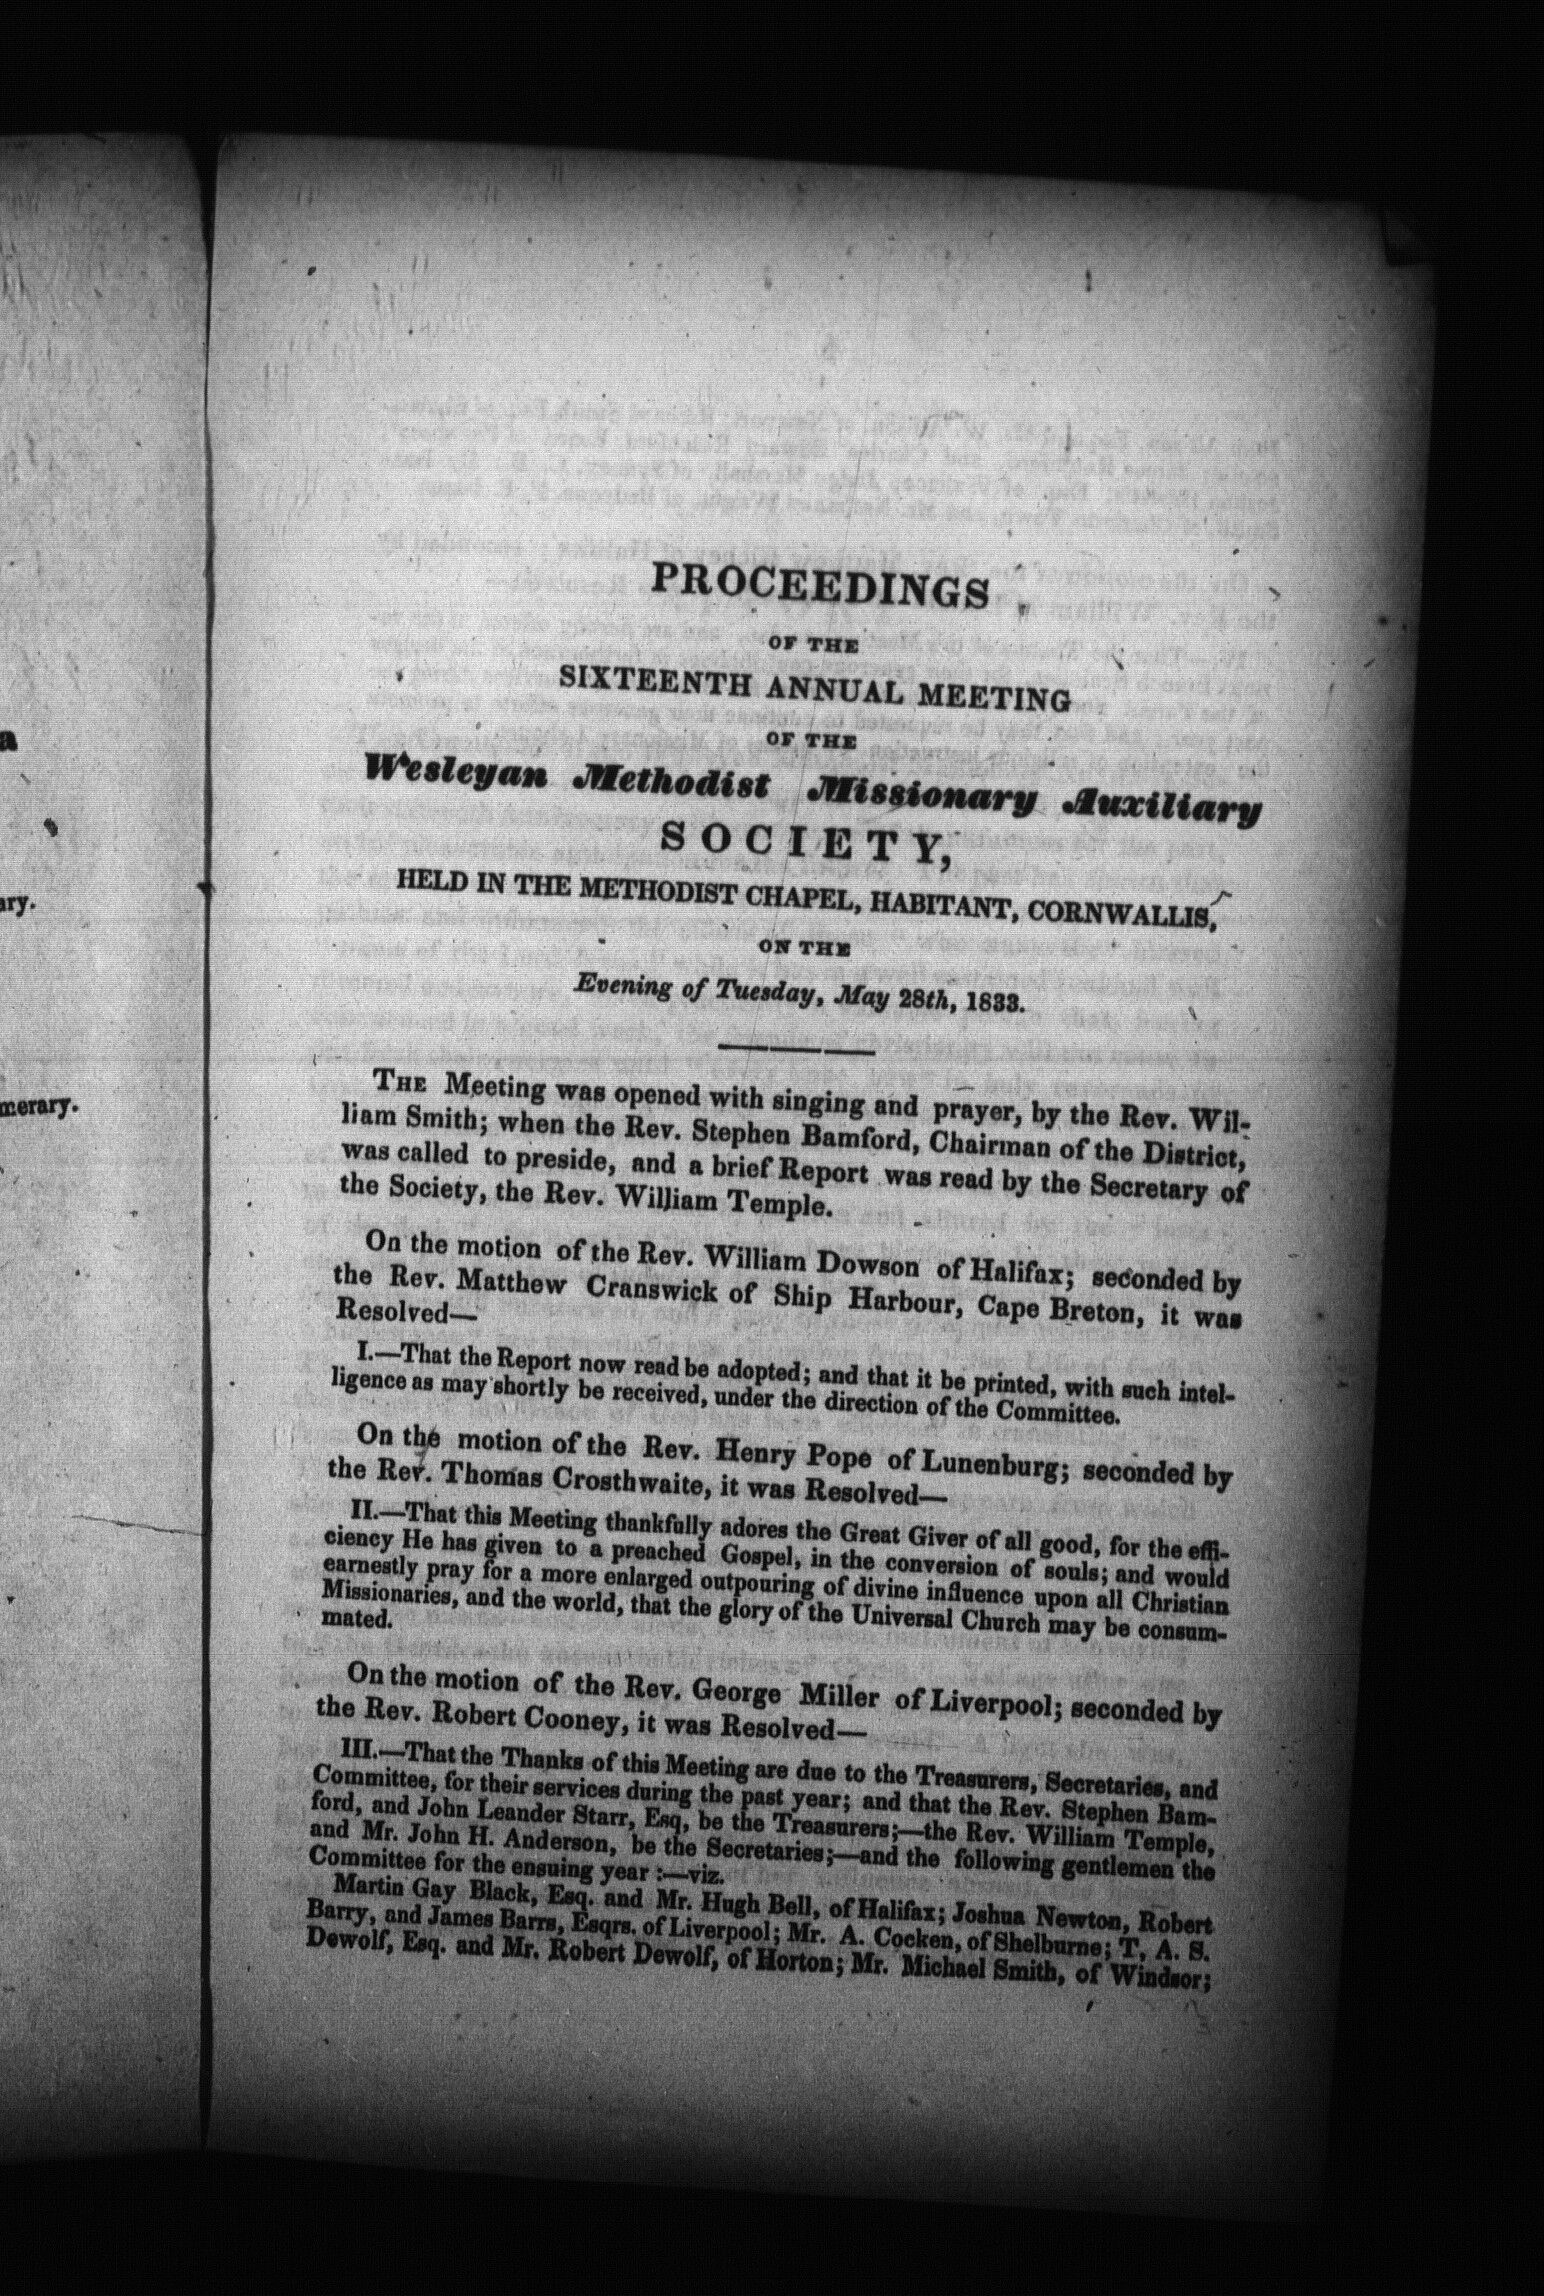 a
ary.
merary.
PROCEEDINGS
OF THE
SIXTEENTH ANNUAL MEETING
OF THE
Wesleyan Methodist Missionary Auxiliary
SOCIETY,
HELD IN THE METHODIST CHAPEL, HABITANT, CORNWALLIS,
ON THE
Evening of Tuesday, May 28th, 1833.
THE Meeting was opened with singing and prayer, by the Rev. Wil-
liam Smith; when the Rev. Stephen Bamford, Chairman of the District,
was called to preside, and a brief Report was read by the Secretary of
the Society, the Rev. William Temple.
On the motion of the Rev. William Dowson of Halifax; seconded by
the Rev. Matthew Cranswick of Ship Harbour, Cape Breton, it was
Resolved—
I.—That the Report now read be adopted; and that it be printed, with such intel-
ligence as may shortly be received, under the direction of the Committee.
On the motion of the Rev. Henry Pope of Lunenburg; seconded by
the Rev. Thomas Crosthwaite, it was Resolved—
II.—That this Meeting thankfully adores the Great Giver of all good, for the effi-
ciency He has given to a preached Gospel, in the conversion of souls; and would
earnestly pray for a more enlarged outpouring of divine influence upon all Christian
Missionaries, and the world, that the glory of the Universal Church may be consum-
mated.
On the motion of the Rev. George Miller of Liverpool; seconded by
the Rev. Robert Cooney, it was Resolved—
III.—That the Thanks of this Meeting are due to the Treasurers, Secretaries, and
Committee, for their services during the past year; and that the Rev. Stephen Bam-
ford, and John Leander Starr, Esq, be the Treasurers;—the Rev. William Temple,
and Mr. John H. Anderson, be the Secretaries;—and the following gentlemen the
Committee for the ensuing year :—viz.
Martin Gay Black, Esq. and Mr. Hugh Bell, of Halifax; Joshua Newton, Robert
Barry, and James Barrs, Esqrs. of Liverpool; Mr. A. Cocken, of Shelburne; T. A. S.
Dewolf, Esq. and Mr. Robert Dewolf, of Horton; Mr. Michael Smith, of Windsor;